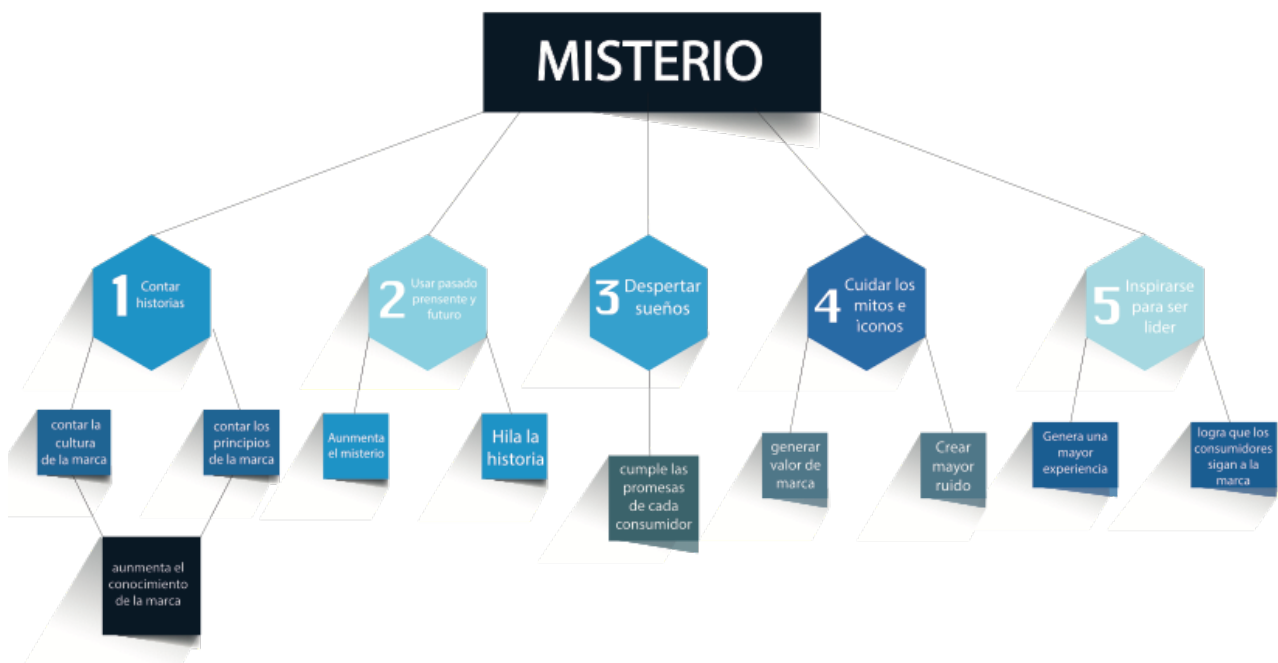 MISTERIO
1
Contar
historias
2
Usar pasado
prensente y
futuro
3
Despertar
sueños
4
Cuidar los
mitos e
ìconos
5
Inspirarse
para ser
lider
contar la
cultura
de la marca
contar los
principios
de la marca
Aunmenta
el misterio
Hila la
historia
cumple las
promesas
de cada
consumidor
generar
valor de
marca
Crear
mayor
ruido
Genera una
mayor
experiencia
logra que los
consumidores
sigan a la
marca
aunmenta el
conocimiento
de la marca